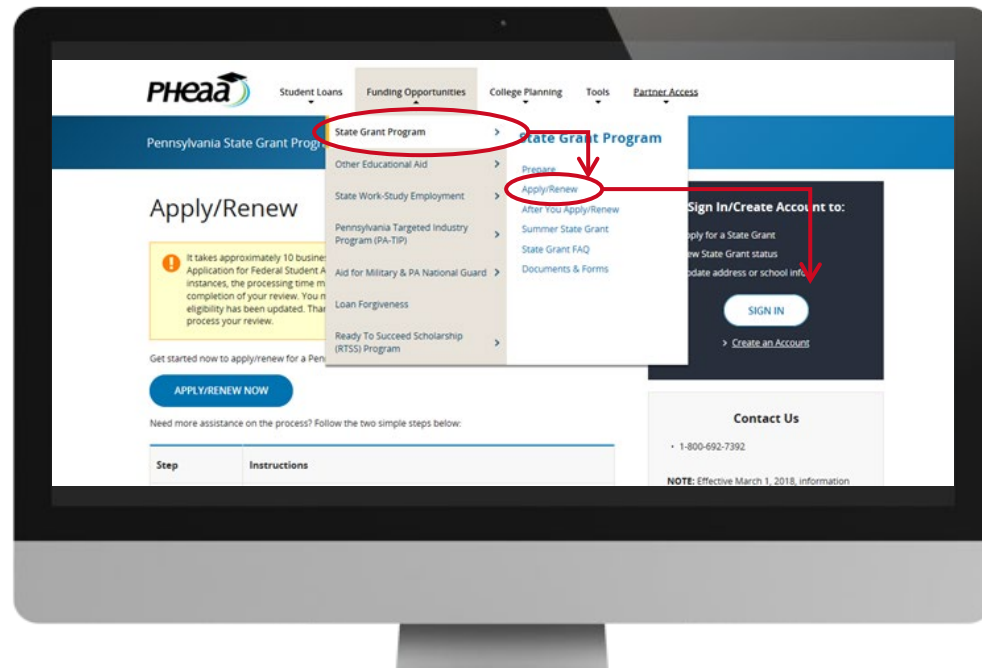 PHeaa
Student Loans Funding Opportunities College Planning Tools Partner Access
Pennsylvania State Grant
State Grant Program
Other Educational Aid
State Work-Study Employment
Pennsylvania Targeted Industry
Program (PA-TIP)
Aid for Military & PA National Guard
Loan Forgiveness
Ready To Succeed Scholarship
(RTSS) Program
State Grant Program
Prepare
Apply/Renew
After You Apply/Renew
Summer State Grant
State Grant FAQ
Documents & Forms
Apply/Renew
It takes approximately 10
Application for Federal Student
instances, the processing time
completion of your review. You
eligibility has been updated.
process your review.
Get started now to apply/renew for a
APPLY/RENEW NOW
Need more assistance on the process? Follow the two simple steps below:
Step Instructions
Sign In/Create Account to:
for a State Grant
State Grant status
address or school info
SIGN IN
> Create an Account
Contact Us
• 1-800-692-7392
NOTE: Effective March 1, 2018, information